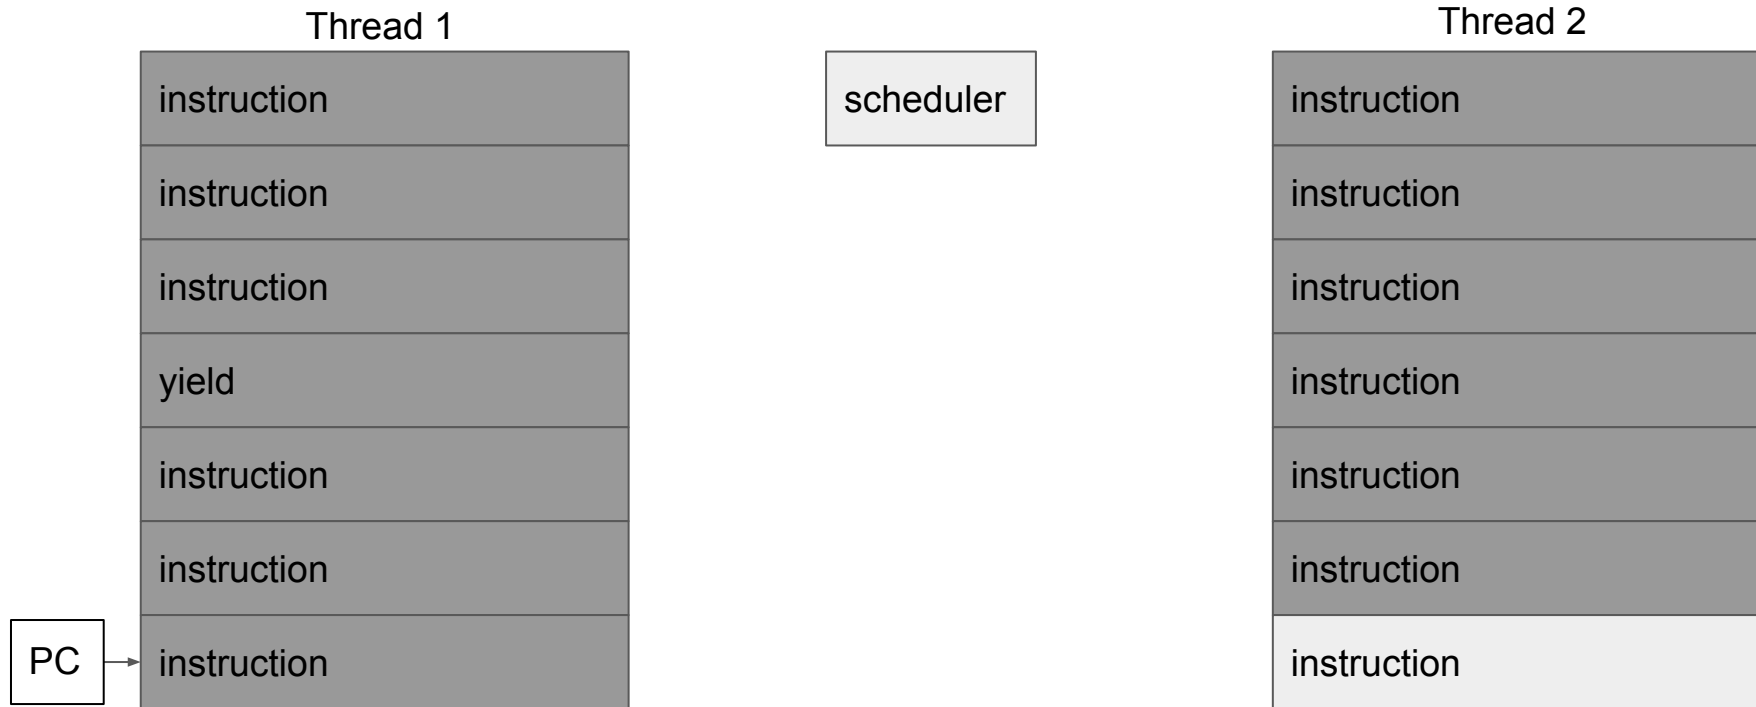 Thread 1
instruction
instruction
instruction
yield
instruction
instruction
PC
instruction
scheduler
Thread 2
instruction
instruction
instruction
instruction
instruction
instruction
instruction